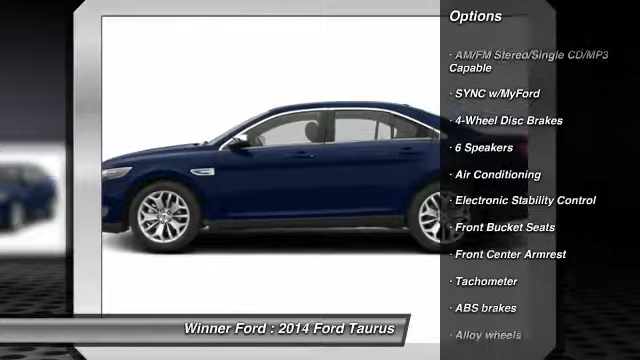 Options
· AM/FM Stereo/Single CD/MP3
Capable
· SYNC w/MyFord
· 4-Wheel Disc Brakes
· 6 Speakers
· Air Conditioning
· Electronic Stability Control
· Front Bucket Seats
· Front Center Armrest
· Tachometer
· ABS brakes
· Alloy wheels
Winner Ford : 2014 Ford Taurus